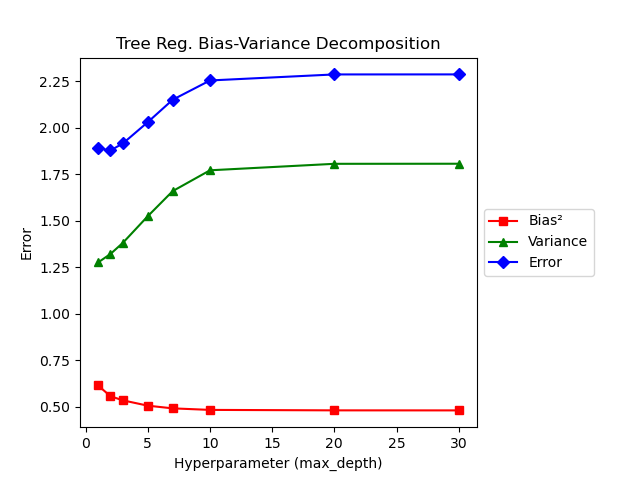 Tree Reg. Bias-Variance Decomposition
2.25
2.00
1.75
1.50
1.25
1.00
0.75
0.50
Error
0 5 10 15 20 25 30
Hyperparameter (max_depth)
Bias²
Variance
Error